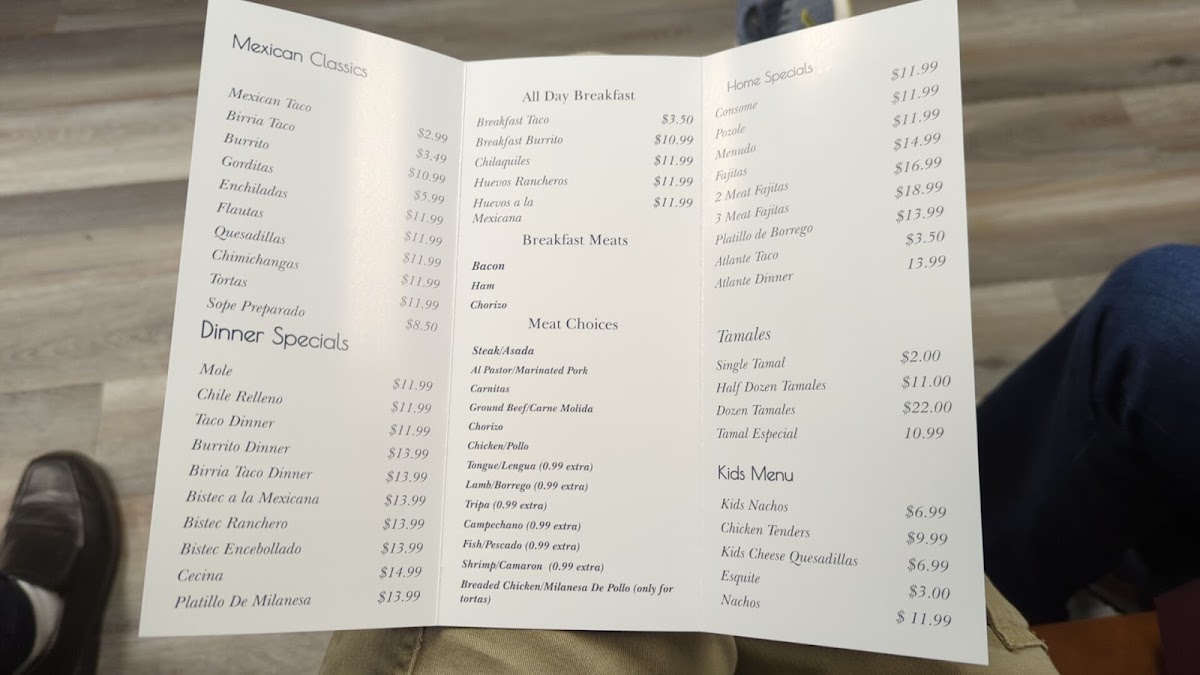 Mexican Classics
Mexican Taco $2.99
Birria Taco $3.49
Burrito $10.99
Gorditas $5.99
Enchiladas $11.99
Flautas $11.99
Quesadillas $11.99
Chimichangas $11.99
Tortas $11.99
Sope Preparado $8.50
Dinner Specials
Mole $11.99
Chile Relleno $11.99
Taco Dinner $11.99
Burrito Dinner $13.99
Birria Taco Dinner $13.99
Bistec a la Mexicana $13.99
Bistec Ranchero $13.99
Bistec Encebollado $13.99
Cecina $14.99
Platillo De Milanesa $13.99
All Day Breakfast
Breakfast Taco $3.50
Breakfast Burrito $10.99
Chilaquiles $11.99
Huevos Rancheros $11.99
Huevos a la $11.99
Mexicana
Breakfast Meats
Bacon
Ham
Chorizo
Meat Choices
Steak/Asada
Al Pastor/Marinated Pork
Carnitas
Ground Beef/Carne Molida
Chorizo
Chicken/Pollo
Tongue/Lengua (0.99 extra)
Lamb/Borrego (0.99 extra)
Tripa (0.99 extra)
Campechano (0.99 extra)
Fish/Pescado (0.99 extra)
Shrimp/Camaron (0.99 extra)
Breaded Chicken/Milanesa De Pollo (only for
tortas)
Home Specials
Consome $11.99
Pozole $11.99
Menudo $11.99
Fajitas $14.99
2 Meat Fajitas $16.99
3 Meat Fajitas $18.99
Platillo de Borrego $13.99
Atlante Taco $3.50
Atlante Dinner 13.99
Tamales
Single Tamal $2.00
Half Dozen Tamales $11.00
Dozen Tamales $22.00
Tamal Especial 10.99
Kids Menu
Kids Nachos $6.99
Chicken Tenders $9.99
Kids Cheese Quesadillas $6.99
Esquite $3.00
Nachos $ 11.99